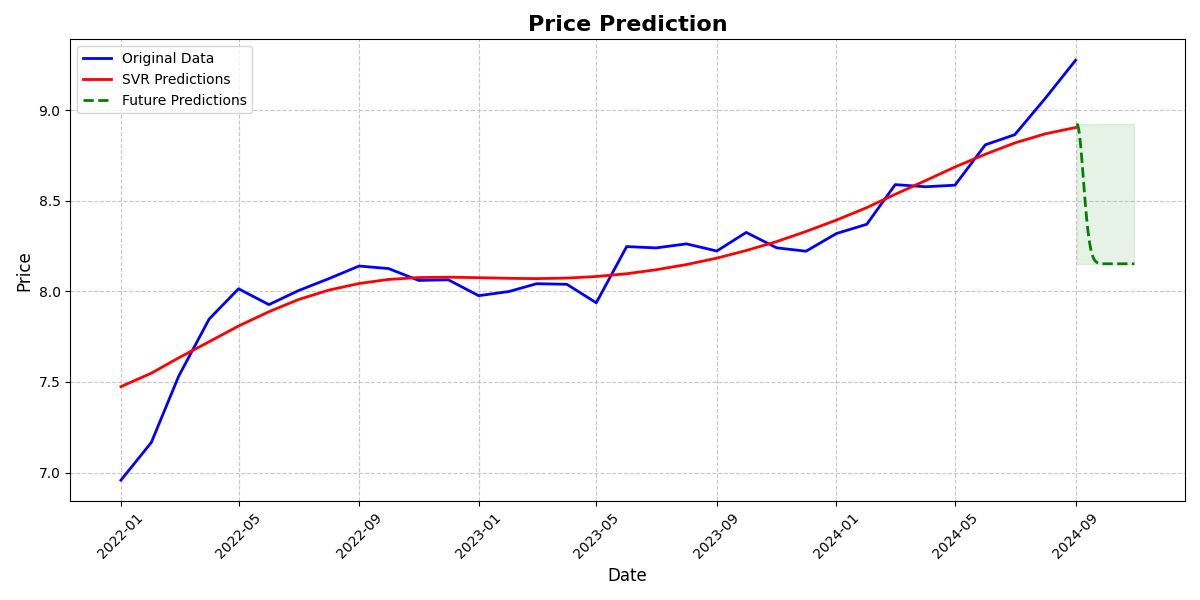 Price Prediction
Original Data
SVR Predictions
Future Predictions
Price
9.0
8.5
8.0
7.5
7.0
2022-01
2022-05
2022-09
2023-01
2023-05
2023-09
2024-01
2024-05
2024-09
Date